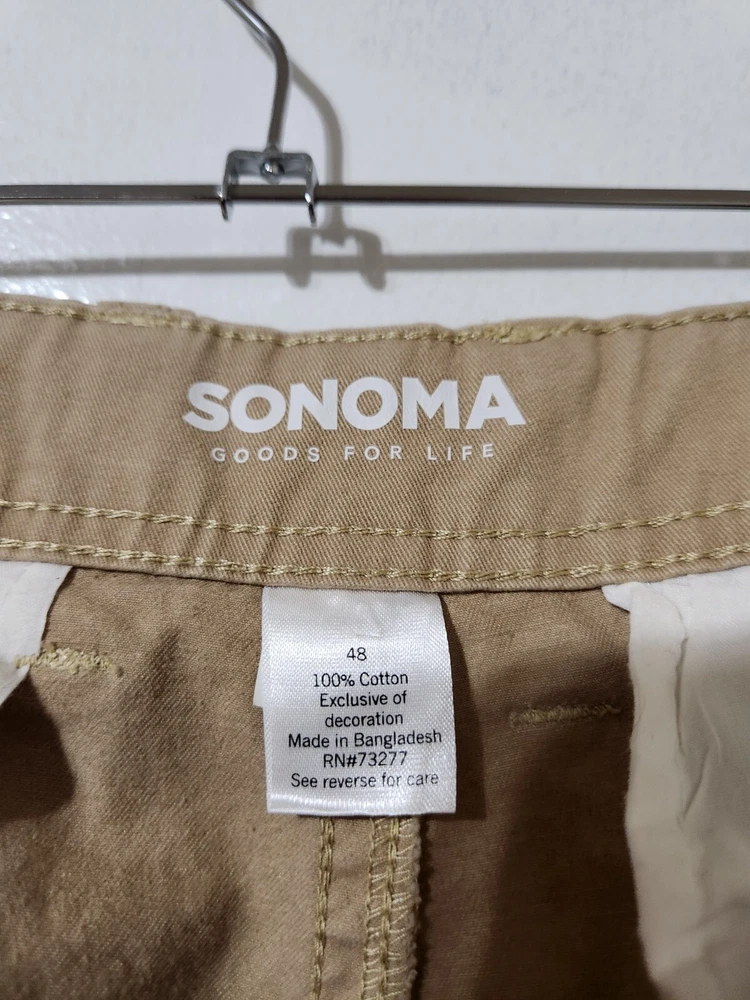 SONOMA
GOODS FOR LIFE
48
100% Cotton
Exclusive of
decoration
Made in Bangladesh
RN#73277
See reverse for care